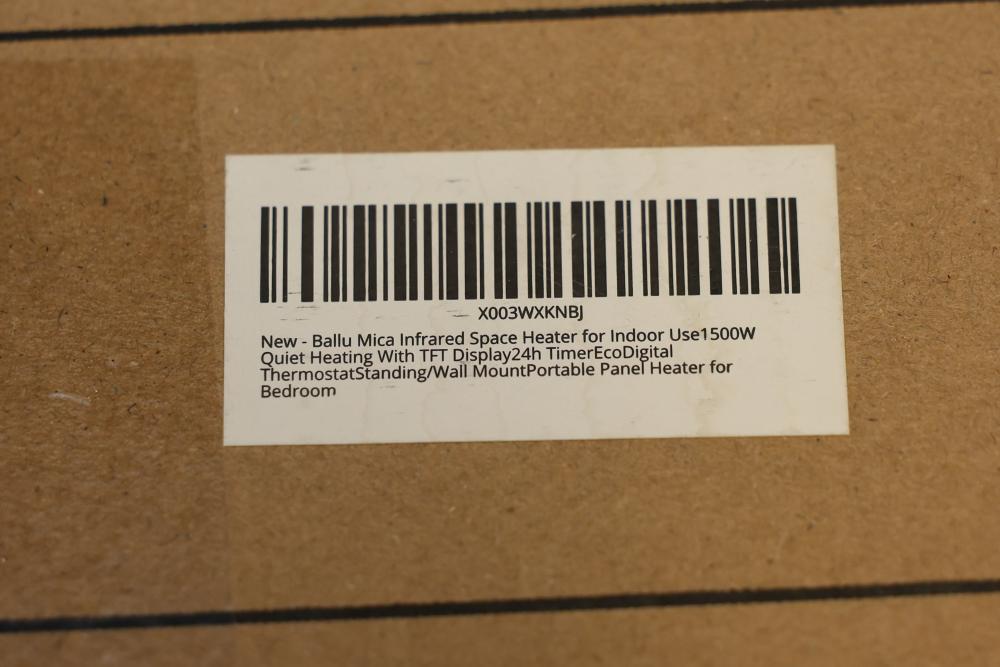 X003WXKNBJ
New - Ballu Mica Infrared Space Heater for Indoor Use1500W
Quiet Heating With TFT Display24h TimerEcoDigital
ThermostatStanding/Wall MountPortable Panel Heater for
Bedroom